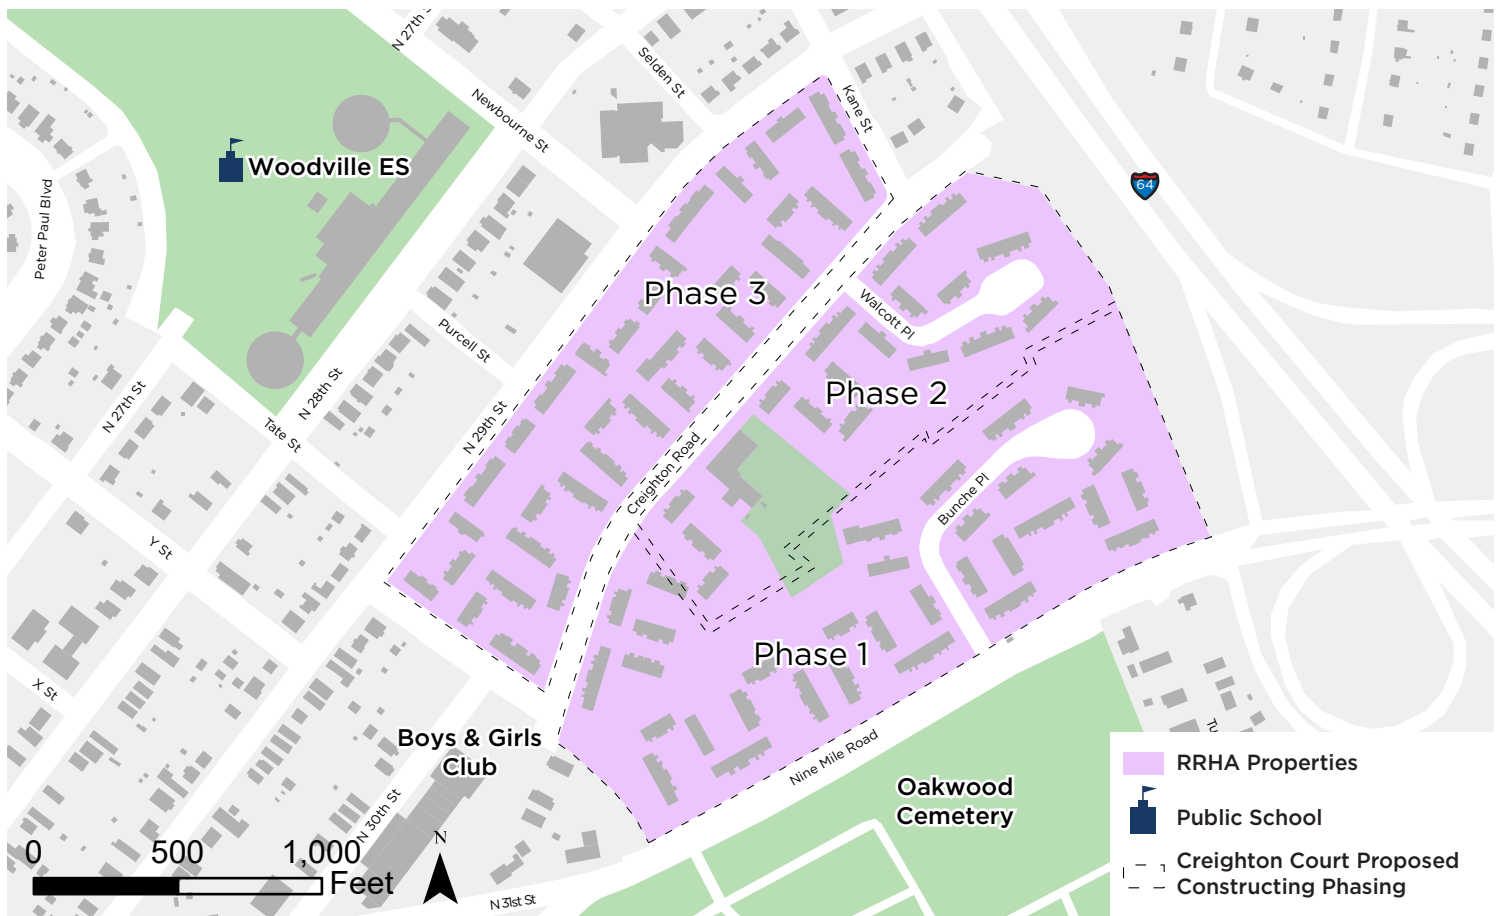 N 27th S
Selden St
Kane St
Newbourne St
Woodville ES
64
Peter Paul Blvd
Phase 3
Walcott Pl
Purcell St
N 28th St
N 27th St
Phase 2
N 29th St
Tate St
Creighton Road
Bunche Pl
Y St
Phase 1
X St
Boys & Girls
Club
Nine Mile Road
Tu
Oakwood
Cemetery
N 30th St
N 31st St
N
0 500 1,000
Feet
RRHA Properties
Public School
Creighton Court Proposed
Constructing Phasing